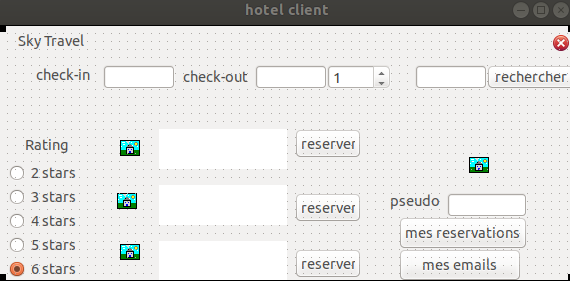 hotel client
Sky Travel
check-in
check-out
1
rechercher
Rating
2 stars
3 stars
4 stars
5 stars
6 stars
reserver
reserver
reserver
pseudo
mes reservations
mes emails